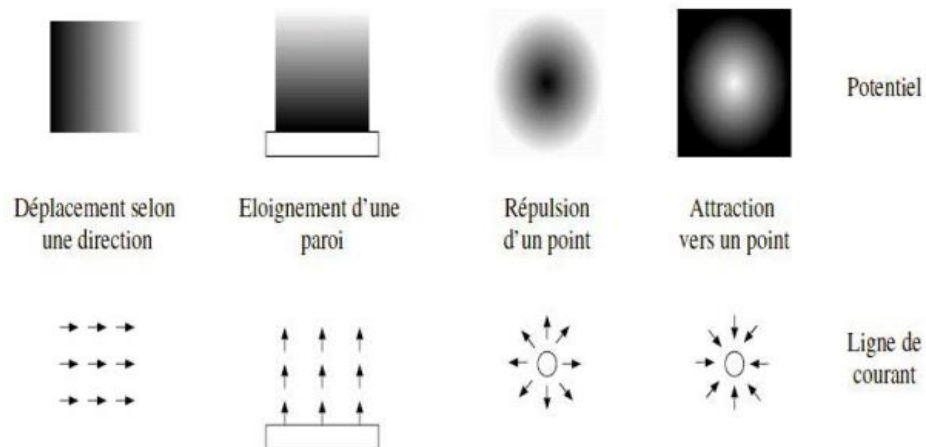 Potentiel
Déplacement selon
une direction
Eloignement d'une
paroi
Répulsion
d'un point
Attraction
vers un point
Ligne de
courant